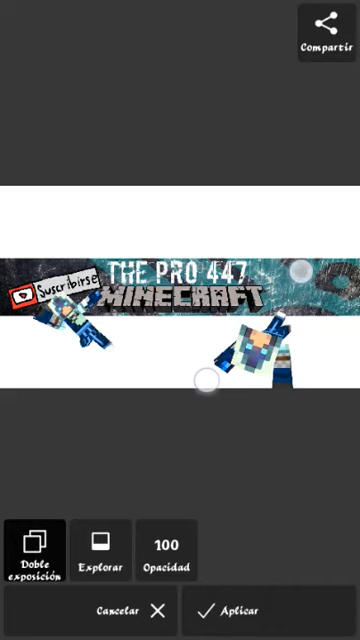 Compartir
THE PRO 447
Suscribirse
MINECRAFT
Doble
exposición
Explorar
100
Opacidad
Cancelar
Aplicar